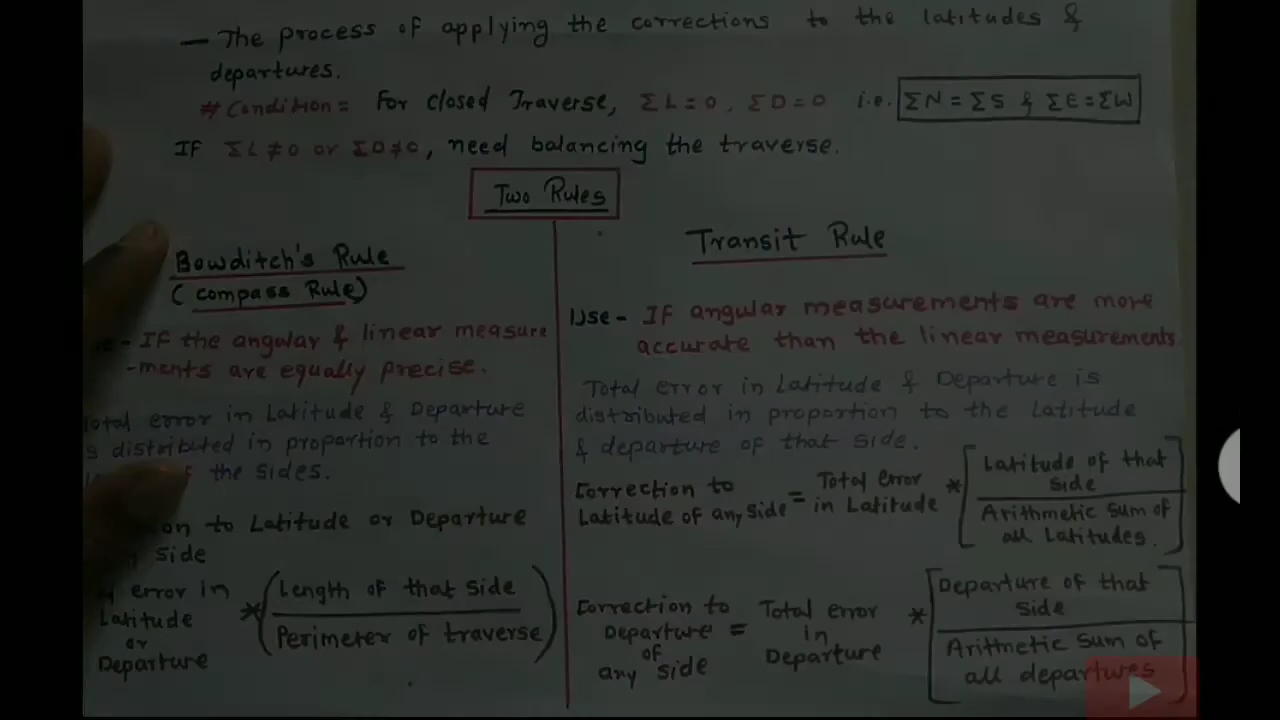 — The process of applying the corrections to the latitudes &
departures.
# Condition = For closed Traverse, ΣL=0, ΣD=0 i.e. ΣN = ΣS & ΣE = ΣW
If ΣL≠0 or ΣD≠0, need balancing the traverse.
Two Rules
Bowditch's Rule
(compass Rule)
- If the angular & linear measure
-ments are equally precise.
Total error in Latitude & Departure
is distributed in proportion to the
the sides.
to Latitude or Departure
side
error in
Latitude
or
Departure
* (Length of that side
Perimeter of traverse)
Transit Rule
Use - If angular measurements are more
accurate than the linear measurements
Total error in Latitude & Departure is
distributed in proportion to the Latitude
& departure of that side.
Correction to
Latitude of any side = Total error
in Latitude * [Latitude of that
side
Arithmetic sum of
all Latitudes.]
Correction to
Departure
of
any side = Total error
in
Departure * [Departure of that
side
Arithmetic sum of
all departures]